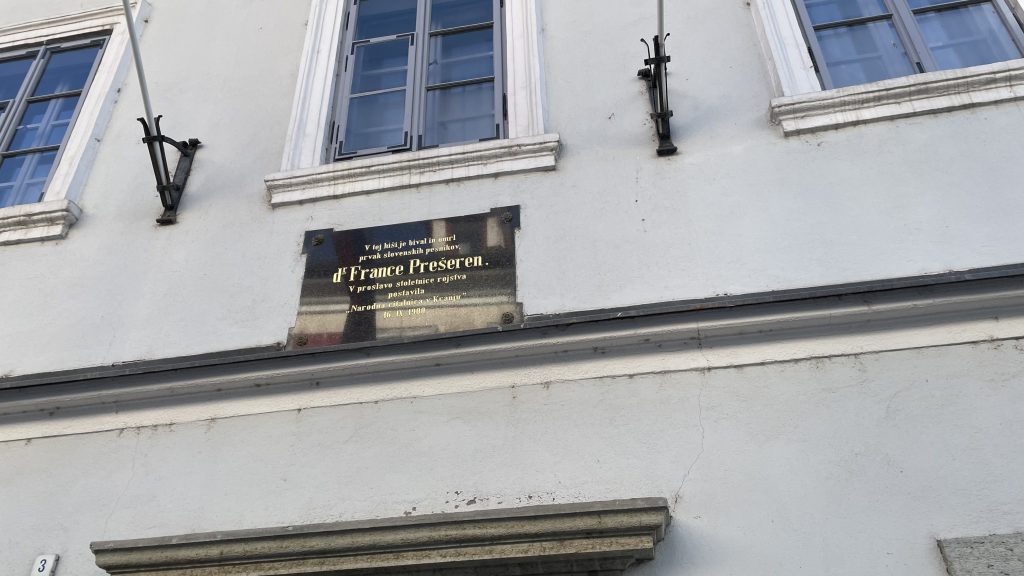 V tej hiši je bival in umrl
prvak slovenskih pesnikov,
dr France Prešeren.
V proslavo stoletnice rojstva
postavila
„Narodna čitalnica v Kranju"
16. IX. 1900.
3